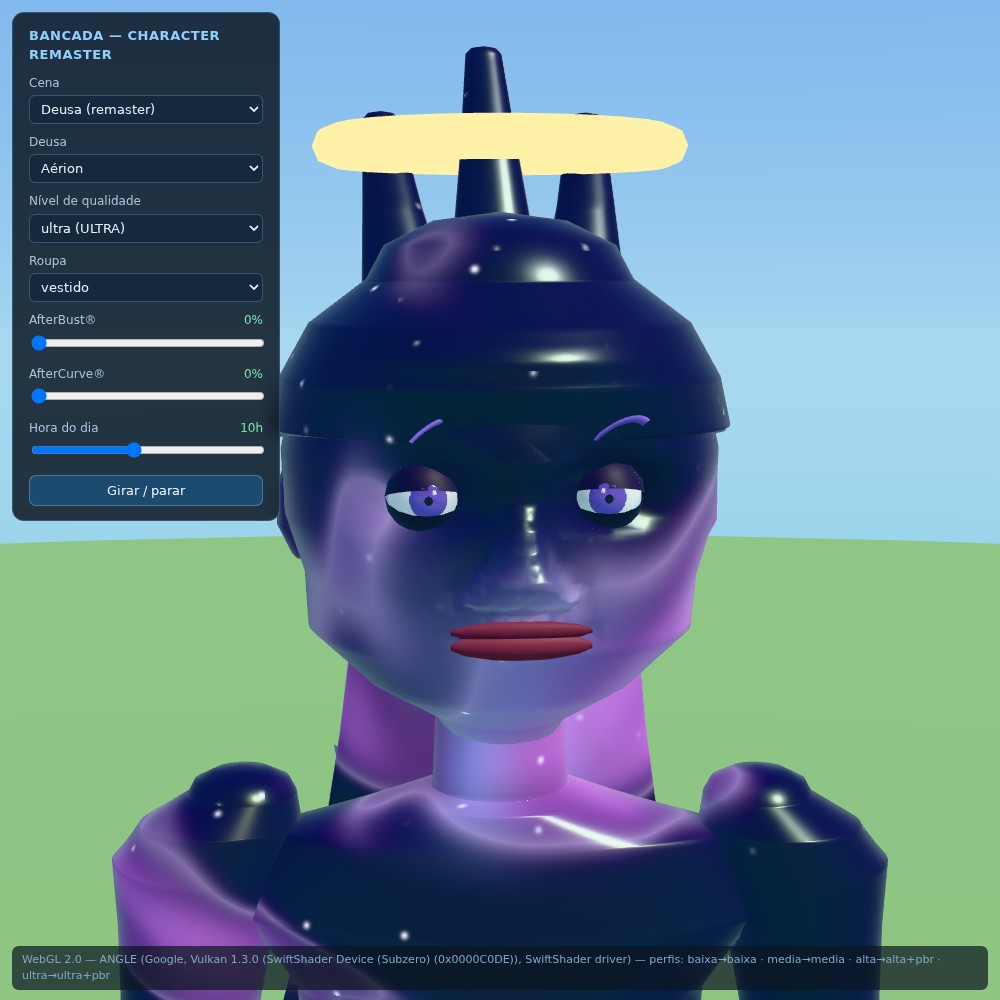 BANCADA — CHARACTER
REMASTER
Cena
Deusa (remaster)
Deusa
Aérion
Nível de qualidade
ultra (ULTRA)
Roupa
vestido
AfterBust® 0%
AfterCurve® 0%
Hora do dia 10h
Girar / parar
WebGL 2.0 — ANGLE (Google, Vulkan 1.3.0 (SwiftShader Device (Subzero) (0x0000C0DE)), SwiftShader driver) — perfis: baixa→baixa · media→media · alta→alta+pbr ·
ultra→ultra+pbr